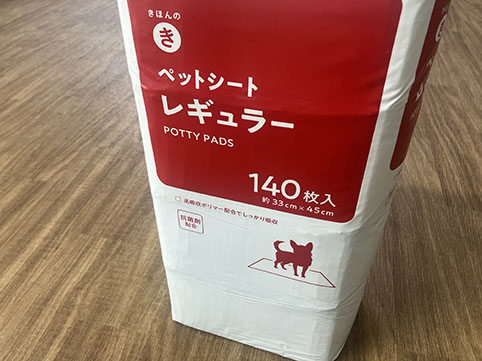 きほんの
き
ペットシート
レギュラー
POTTY PADS
140枚入
約33cm×45cm
高吸収ポリマー配合でしっかり吸収
抗菌剤
配合